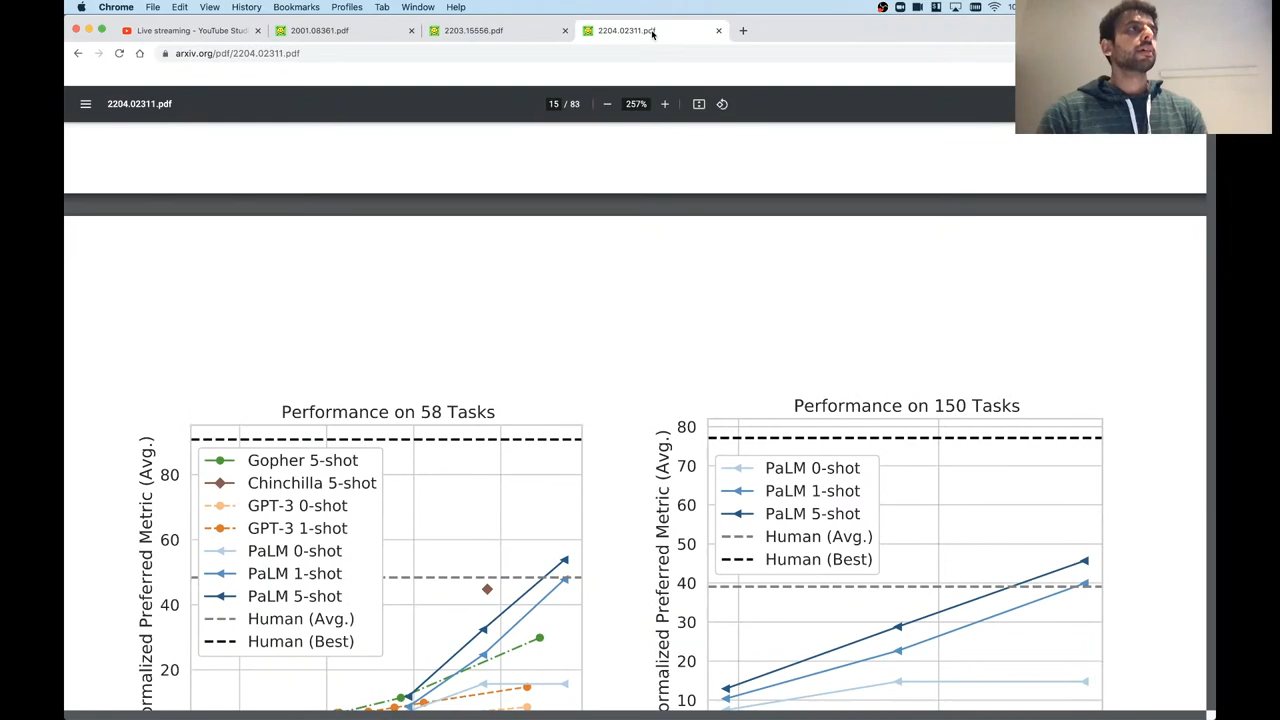 Chrome File Edit View History Bookmarks Profiles Tab Window Help
Live streaming - YouTube Stud 2001.08361.pdf 2203.15556.pdf 2204.02311.pdf
arxiv.org/pdf/2204.02311.pdf
2204.02311.pdf 15 / 83 257%
Performance on 58 Tasks
ormalized Preferred Metric (Avg.)
80
60
40
20
Gopher 5-shot
Chinchilla 5-shot
GPT-3 0-shot
GPT-3 1-shot
PaLM 0-shot
PaLM 1-shot
PaLM 5-shot
Human (Avg.)
Human (Best)
Performance on 150 Tasks
ormalized Preferred Metric (Avg.)
80
70
60
50
40
30
20
10
PaLM 0-shot
PaLM 1-shot
PaLM 5-shot
Human (Avg.)
Human (Best)